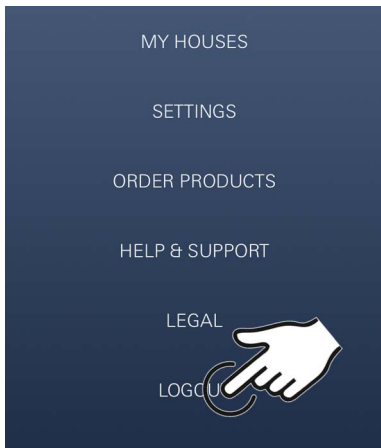 MY HOUSES
SETTINGS
ORDER PRODUCTS
HELP & SUPPORT
LEGAL